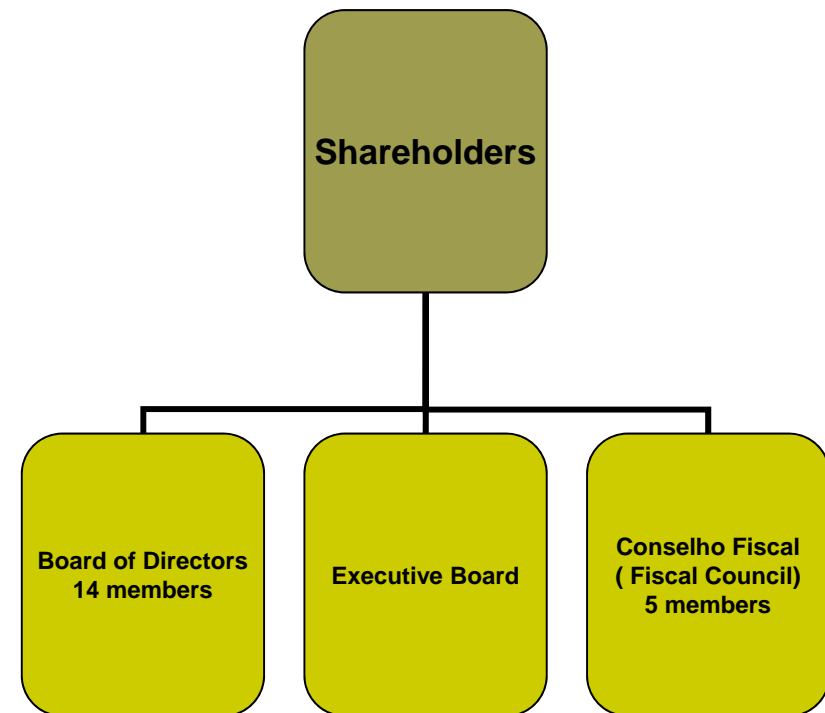 Shareholders
Board of Directors
14 members
Executive Board
Conselho Fiscal
( Fiscal Council)
5 members